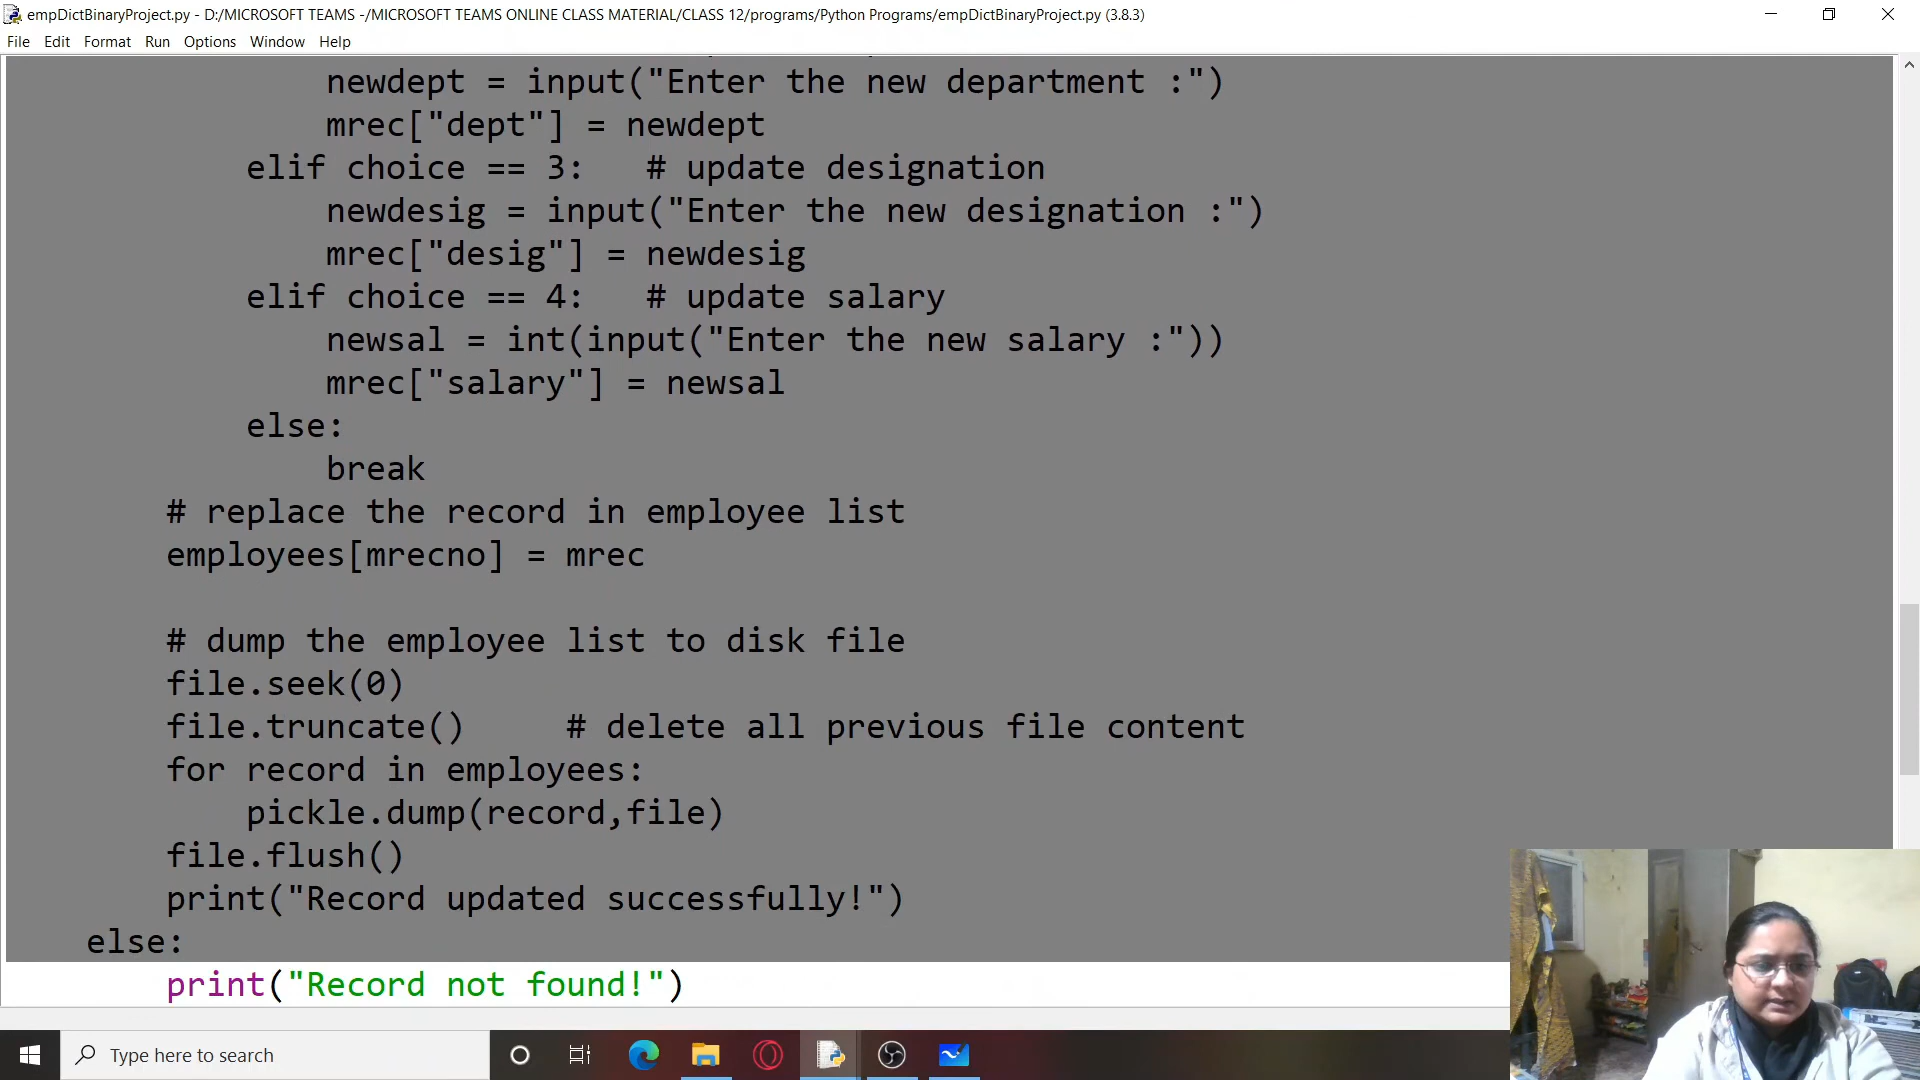 empDictBinaryProject.py - D:/MICROSOFT TEAMS -/MICROSOFT TEAMS ONLINE CLASS MATERIAL/CLASS 12/programs/Python Programs/empDictBinaryProject.py (3.8.3)
File Edit Format Run Options Window Help
newdept = input("Enter the new department :")
mrec["dept"] = newdept
elif choice == 3:   # update designation
newdesig = input("Enter the new designation :")
mrec["desig"] = newdesig
elif choice == 4:   # update salary
newsal = int(input("Enter the new salary :"))
mrec["salary"] = newsal
else:
break
# replace the record in employee list
employees[mrecno] = mrec
# dump the employee list to disk file
file.seek(0)
file.truncate()     # delete all previous file content
for record in employees:
pickle.dump(record,file)
file.flush()
print("Record updated successfully!")
else:
print("Record not found!")
Type here to search